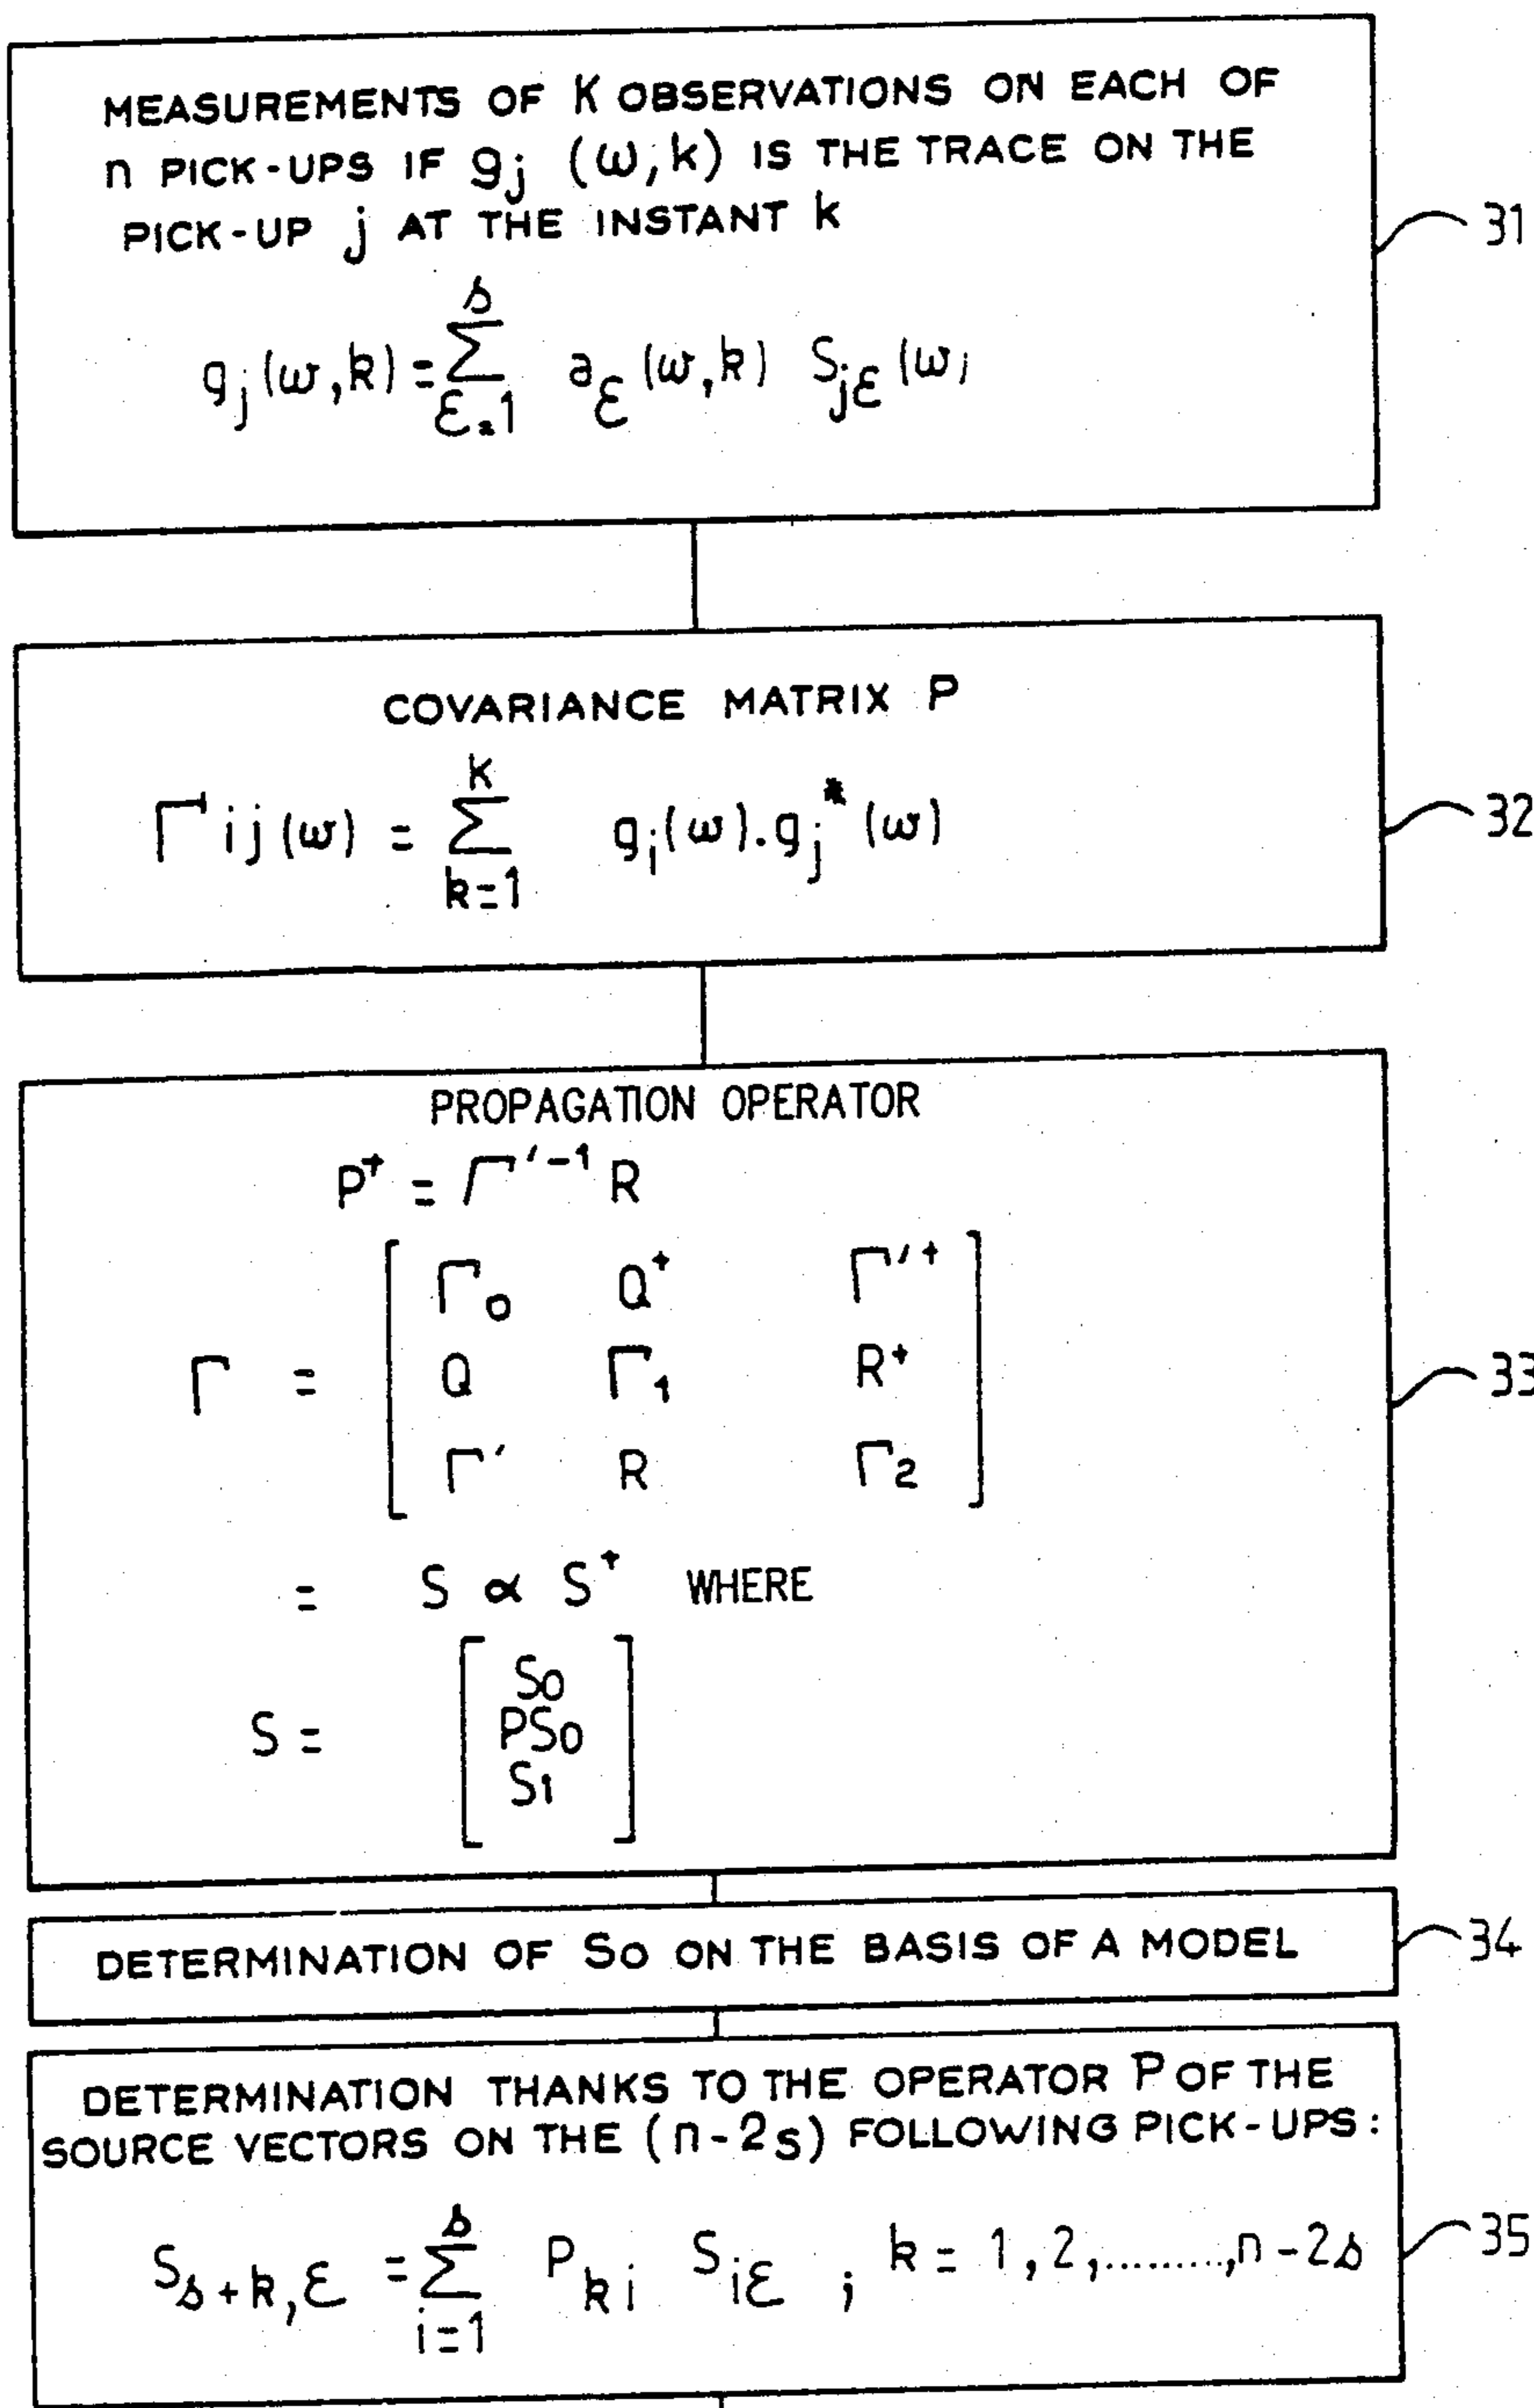 MEASUREMENTS OF K OBSERVATIONS ON EACH OF
n PICK-UPS IF gj (ω,k) IS THE TRACE ON THE
PICK-UP j AT THE INSTANT k
s
gj(ω,k) = Σ aε(ω,k) Sjε(ω)
ε=1
31
COVARIANCE MATRIX P
K
Γij(ω) = Σ gi(ω).gj*(ω)
k=1
32
PROPAGATION OPERATOR
P⁺ = Γ'⁻¹ R
Γ₀ Q⁺ Γ'⁺
Γ = Q Γ₁ R⁺
Γ' R Γ₂
33
= S α S⁺ WHERE
S₀
S = PS₀
S₁
DETERMINATION OF S₀ ON THE BASIS OF A MODEL
34
DETERMINATION THANKS TO THE OPERATOR P OF THE
SOURCE VECTORS ON THE (n-2s) FOLLOWING PICK-UPS:
s
Ss+k,ε = Σ Pki Siε ; k = 1,2,.........,n-2s
i=1
35